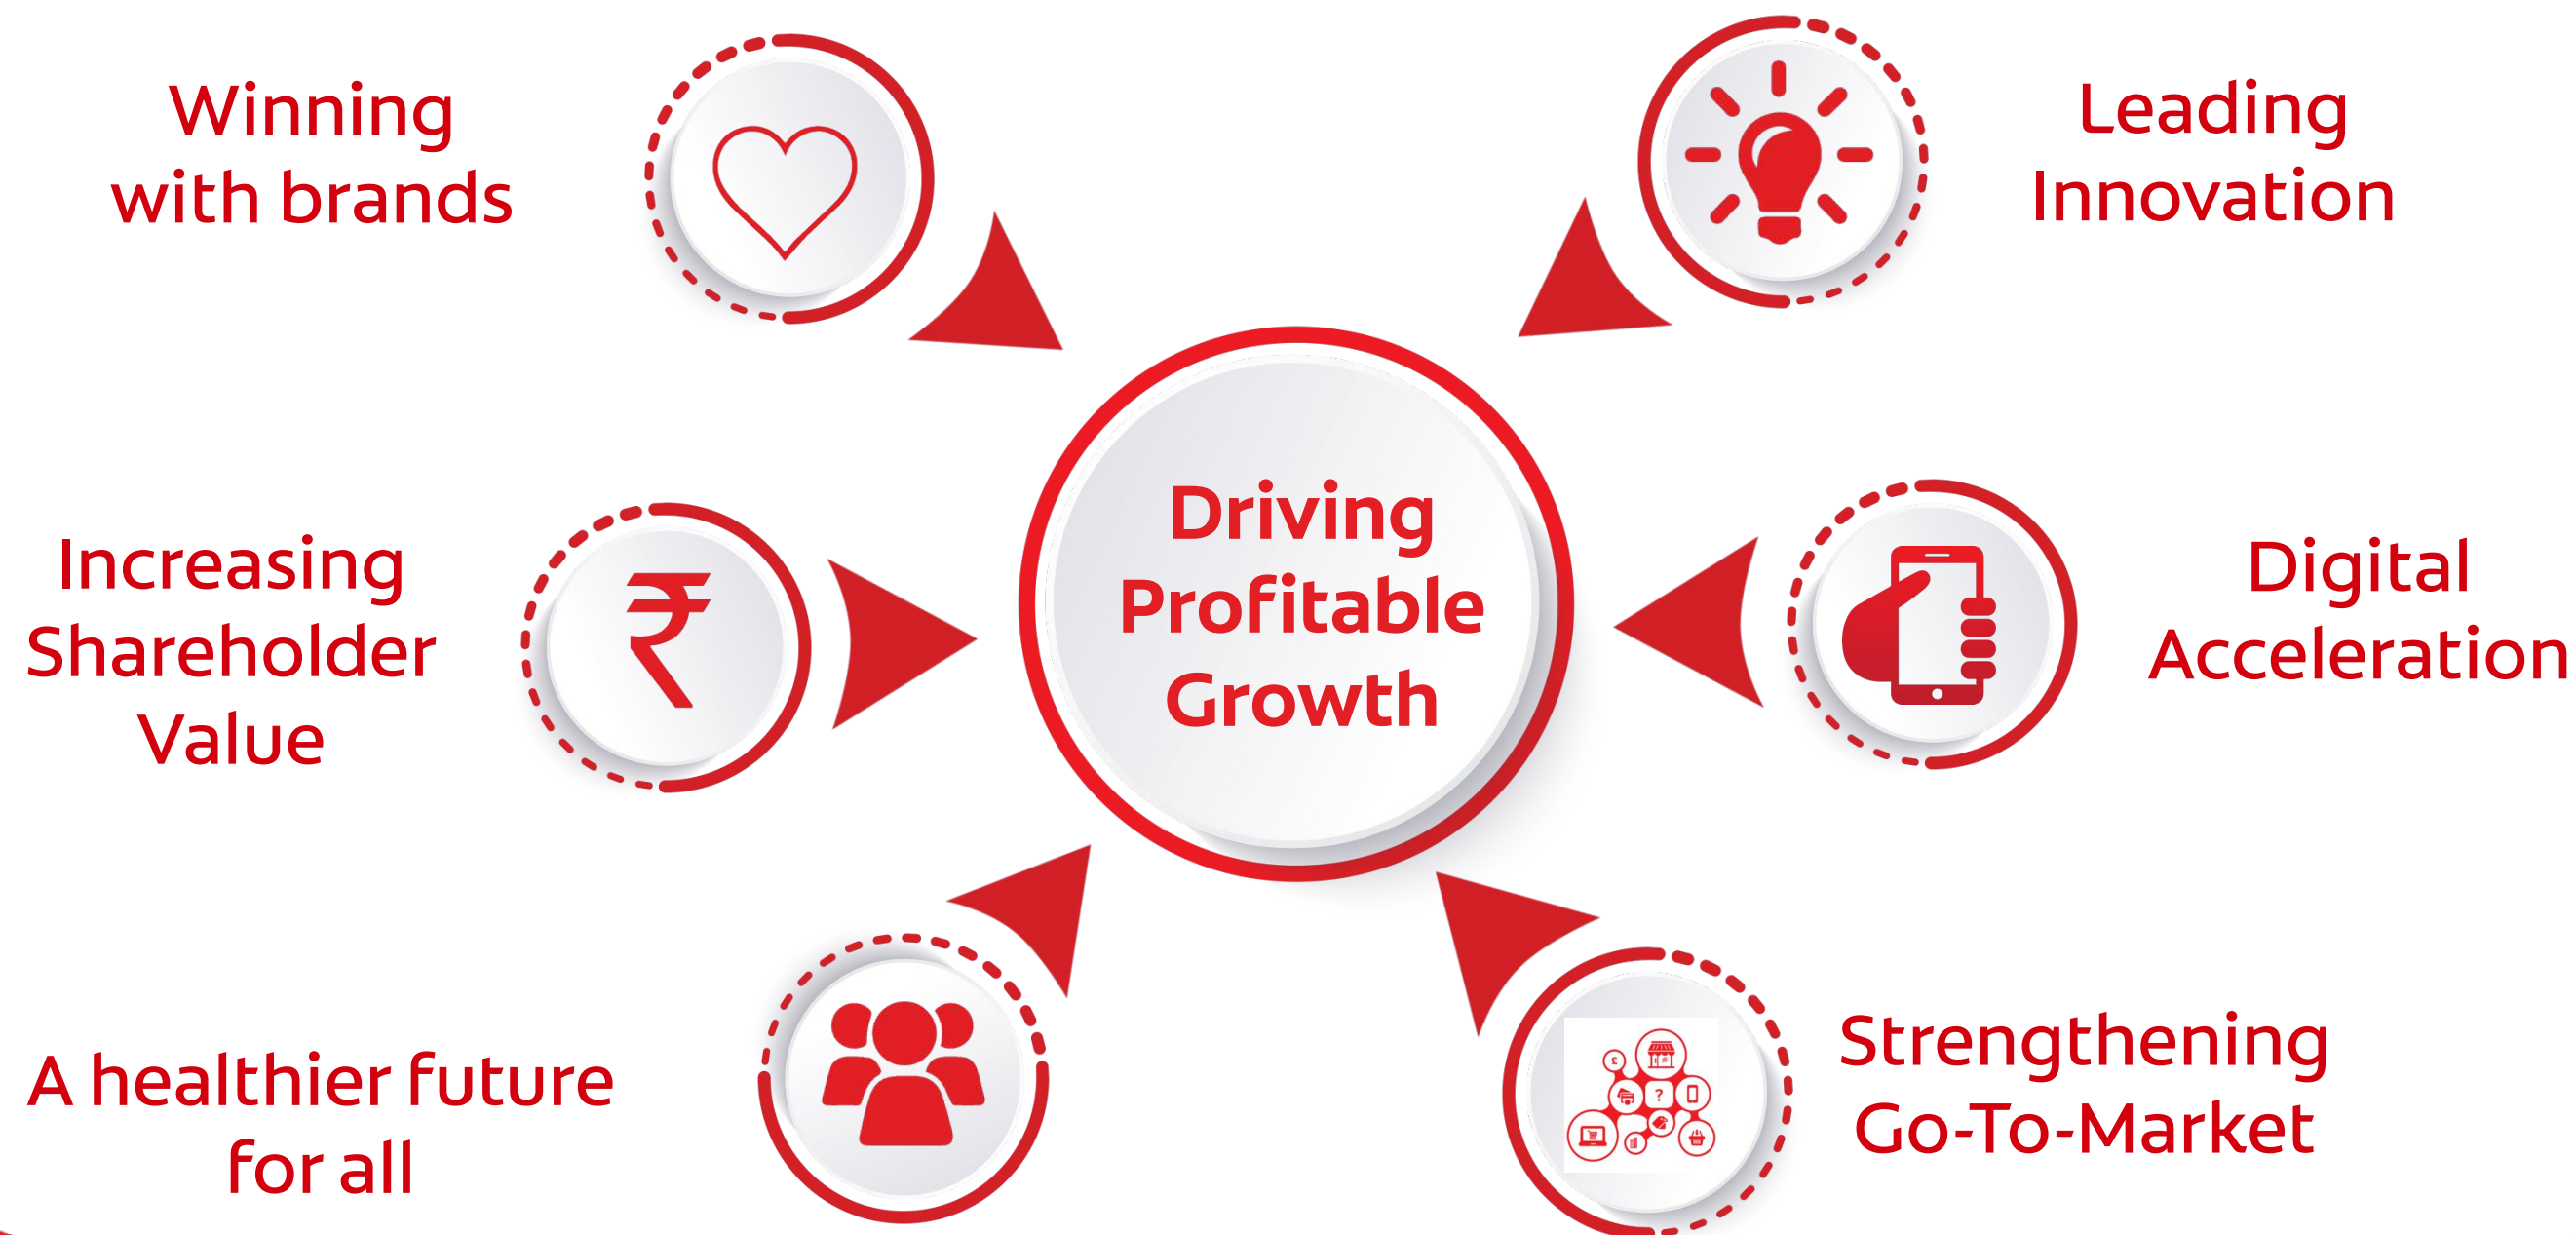 Winning
with brands
Leading
Innovation
Driving
Profitable
Growth
Increasing
Shareholder
Value
₹
Digital
Acceleration
A healthier future
for all
Strengthening
Go-To-Market
£
?